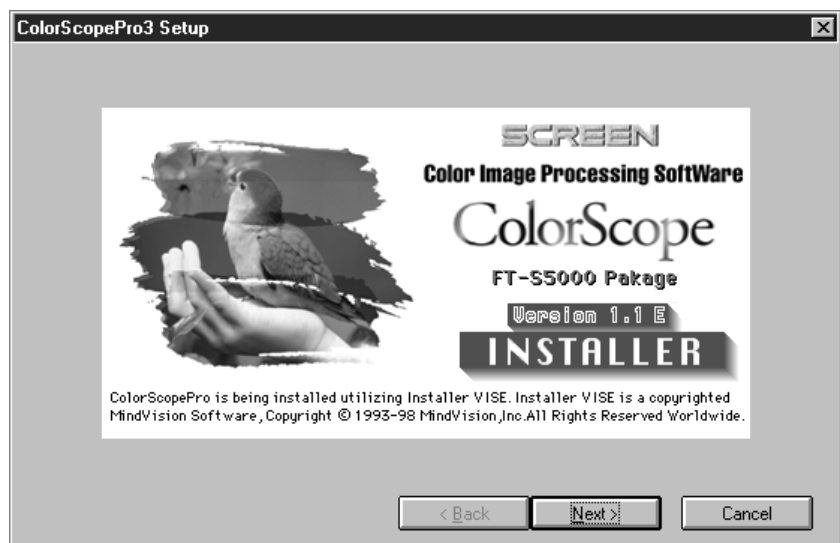 ColorScopePro3 Setup
SCREEN
Color Image Processing SoftWare
ColorScope
FT-S5000 Pakage
Version 1.1 E
INSTALLER
ColorScopePro is being installed utilizing Installer VISE. Installer VISE is a copyrighted
MindVision Software, Copyright © 1993-98 MindVision,Inc.All Rights Reserved Worldwide.
< Back
Next >
Cancel